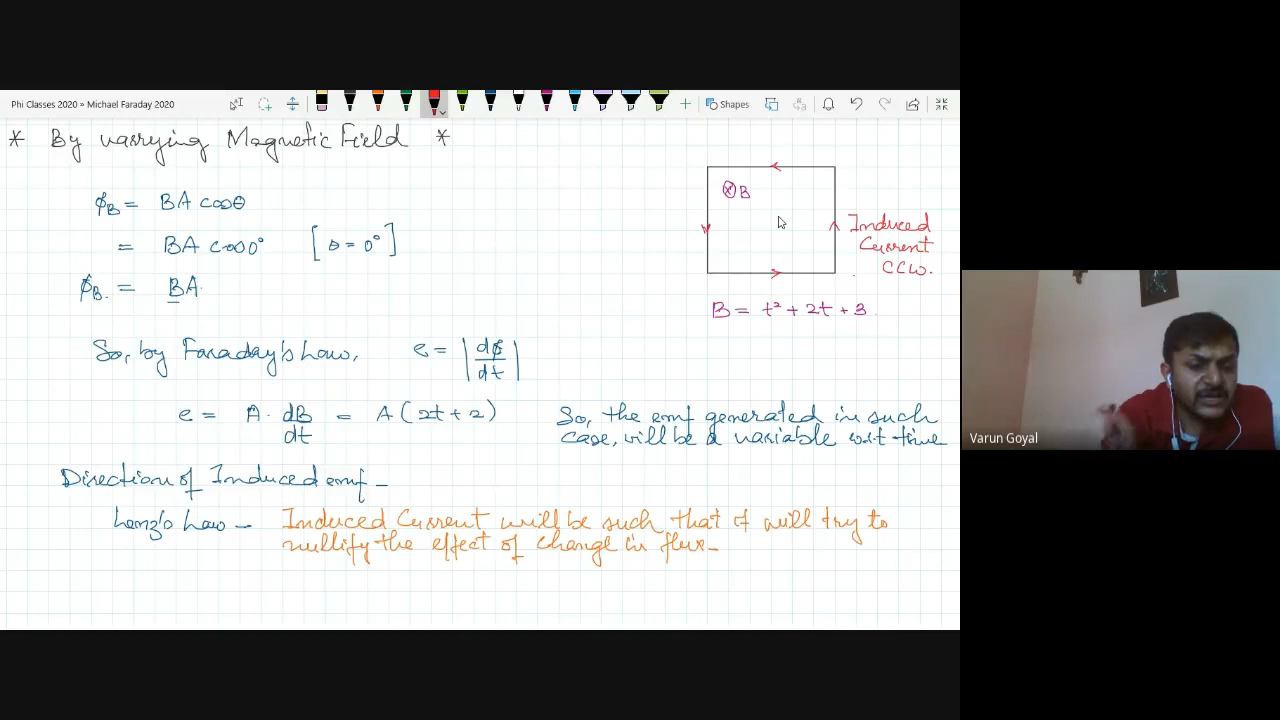 Phi Classes 2020 » Michael Faraday 2020
Shapes
* By varrying Magnetic Field *
ϕB = BA cosθ
= BA cos0° [θ = 0°]
ϕB. = BA.
⊗B
Induced
Current
CCW.
B = t² + 2t + 3
So, by Faraday's Law, e = |dϕ/dt|
e = A. dB/dt = A(2t+2)
So, the emf generated in such
case, will be a variable w.r.t time
Direction of Induced emf -
Lenz's Law - Induced Current will be such that it will try to
nullify the effect of change in flux.
Varun Goyal